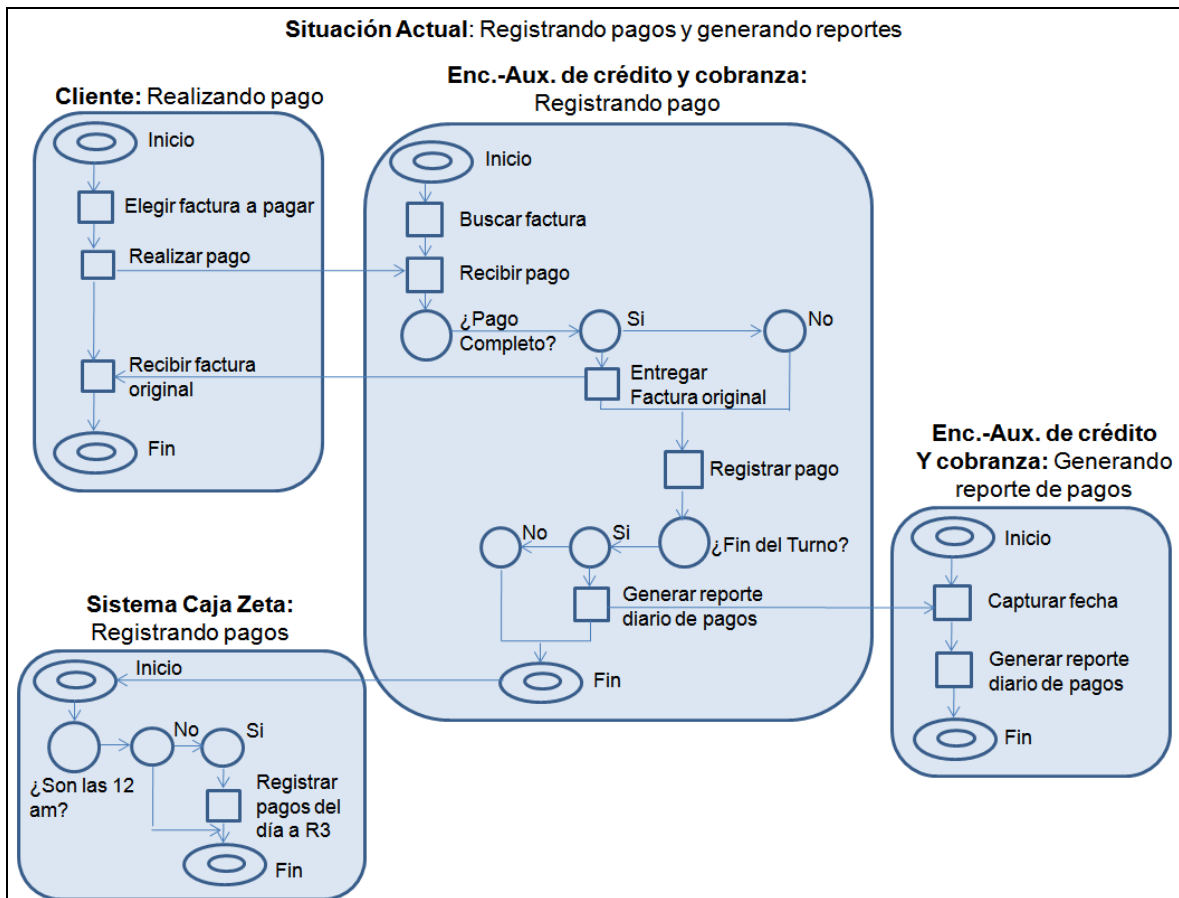 Situación Actual: Registrando pagos y generando reportes
Cliente: Realizando pago
Inicio
Elegir factura a pagar
Realizar pago
Recibir factura
original
Fin
Enc.-Aux. de crédito y cobranza:
Registrando pago
Inicio
Buscar factura
Recibir pago
¿Pago
Completo?
Si
No
Entregar
Factura original
Registrar pago
¿Fin del Turno?
Si
No
Generar reporte
diario de pagos
Fin
Enc.-Aux. de crédito
Y cobranza: Generando
reporte de pagos
Inicio
Capturar fecha
Generar reporte
diario de pagos
Fin
Sistema Caja Zeta:
Registrando pagos
Inicio
¿Son las 12
am?
No
Si
Registrar
pagos del
día a R3
Fin